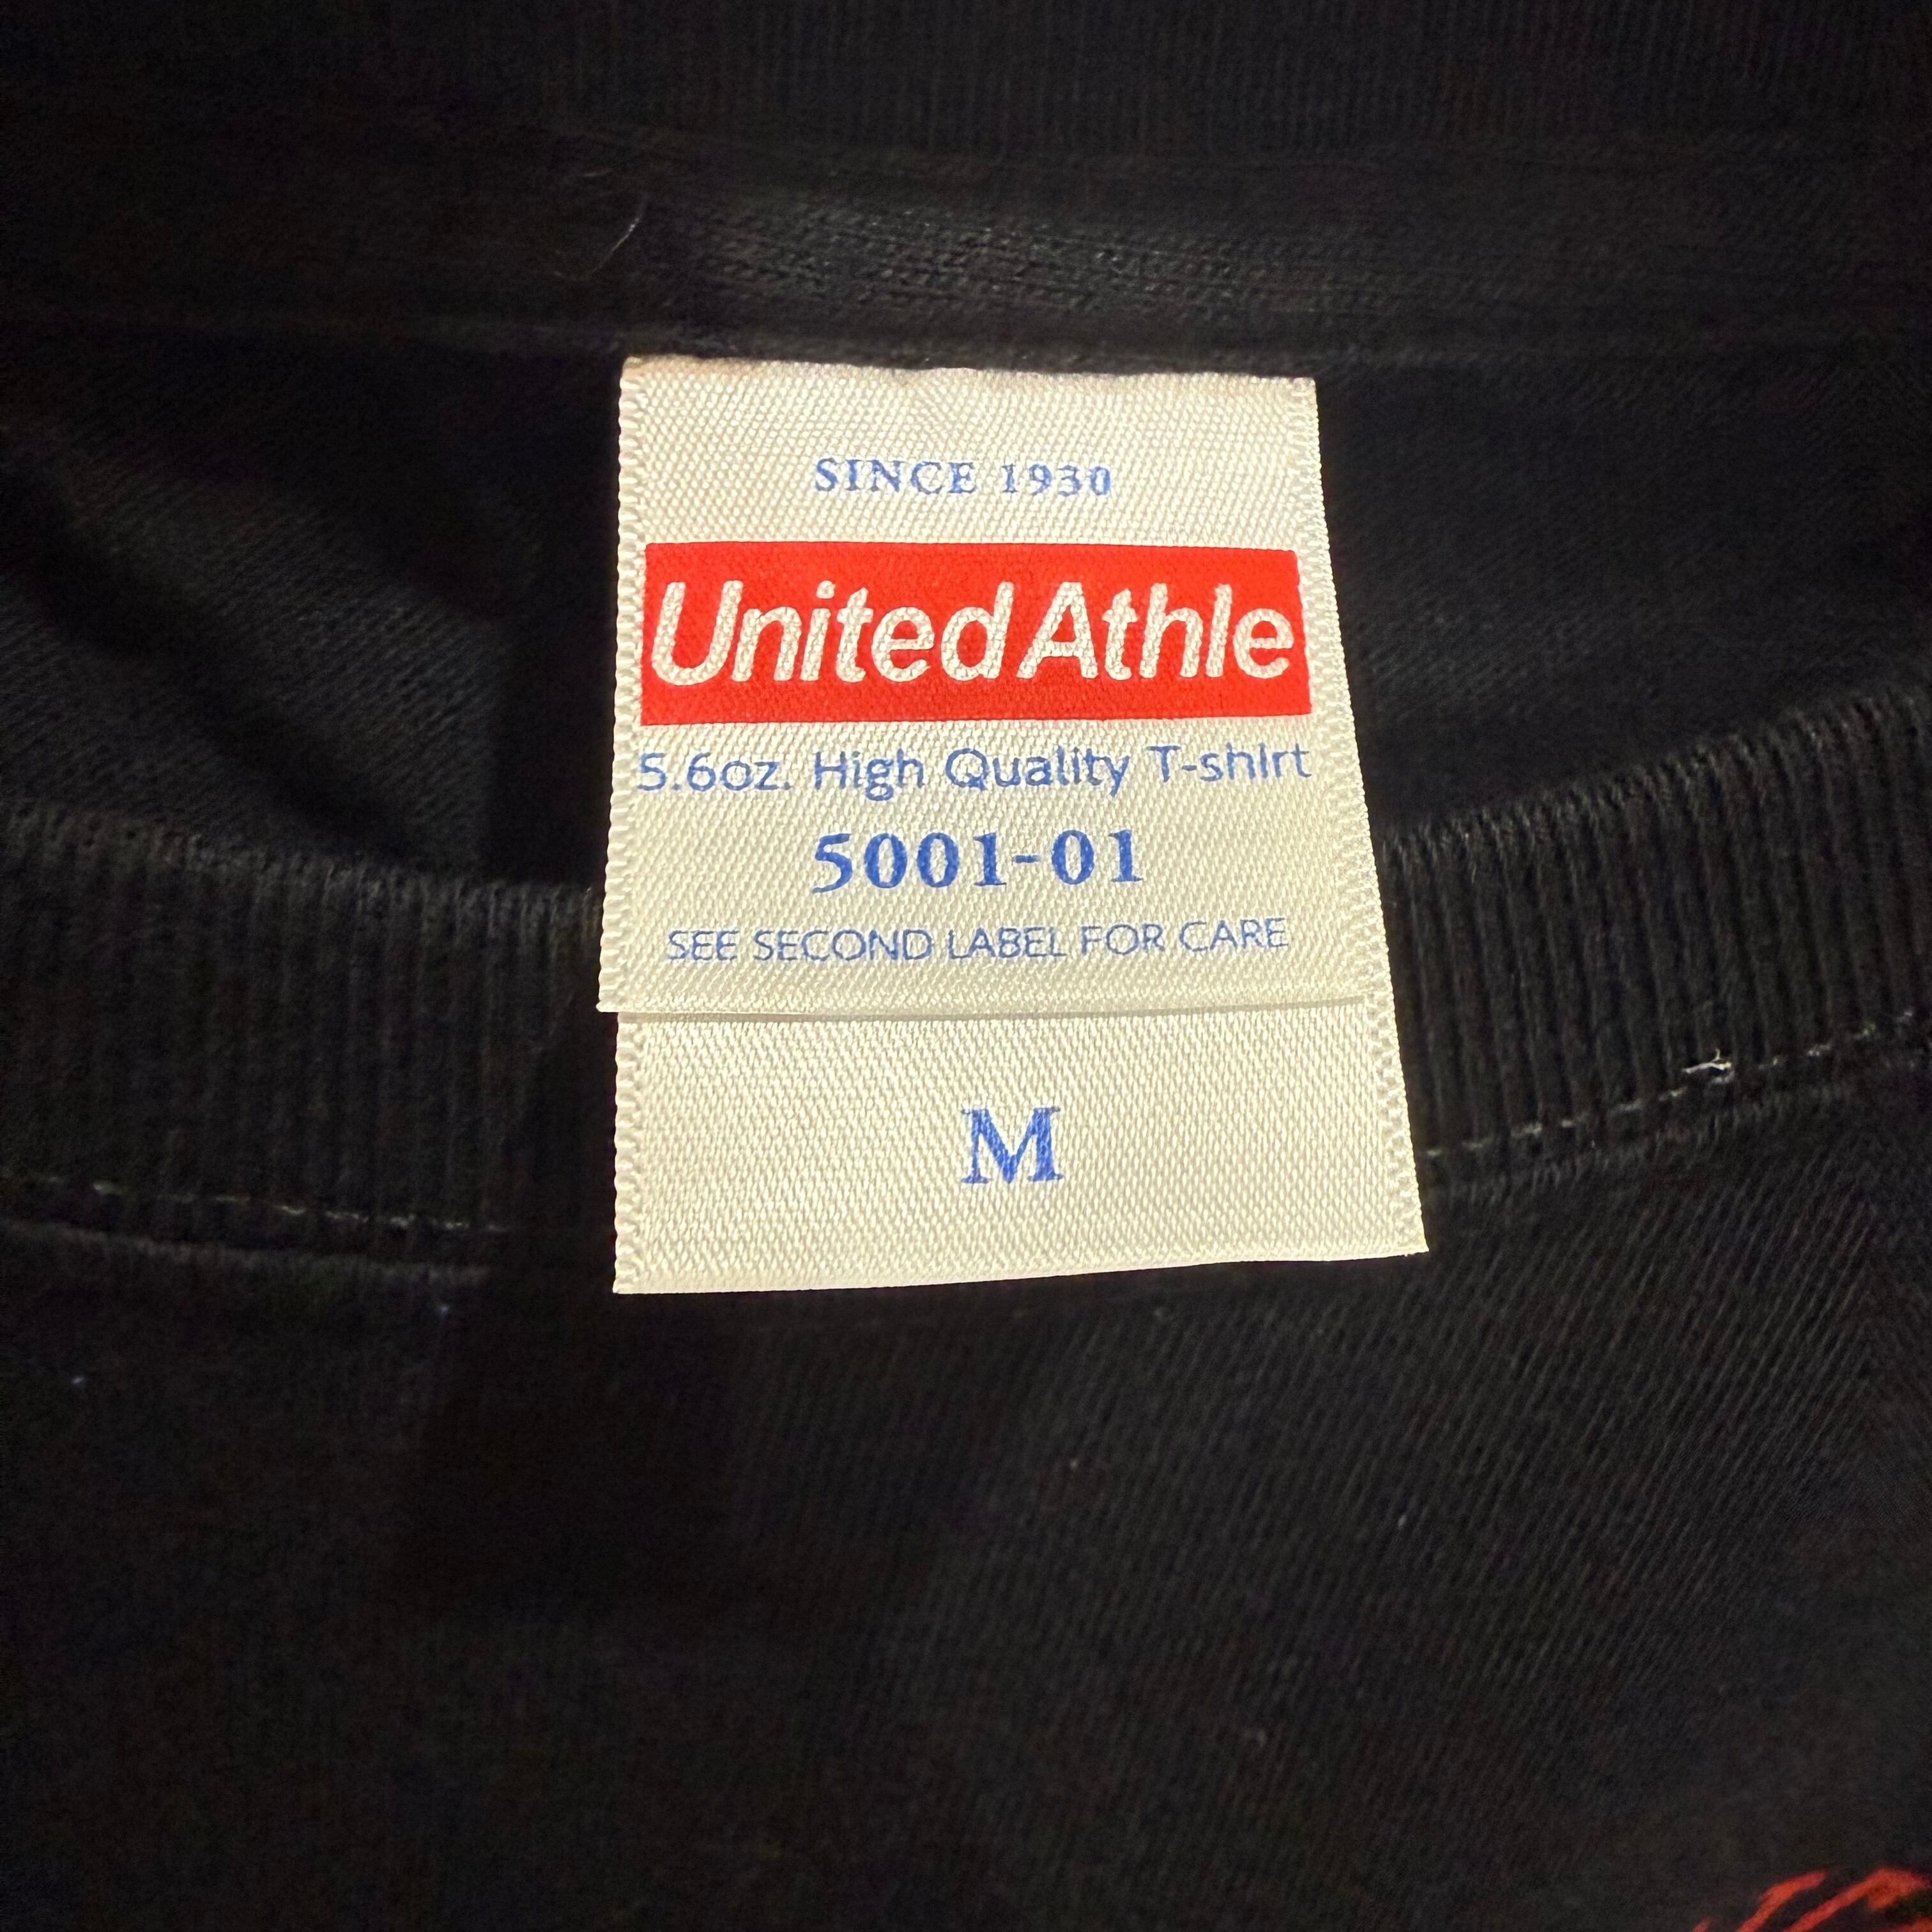 SINCE 1930
United Athle
5.6oz. High Quality T-shirt
5001-01
SEE SECOND LABEL FOR CARE
M